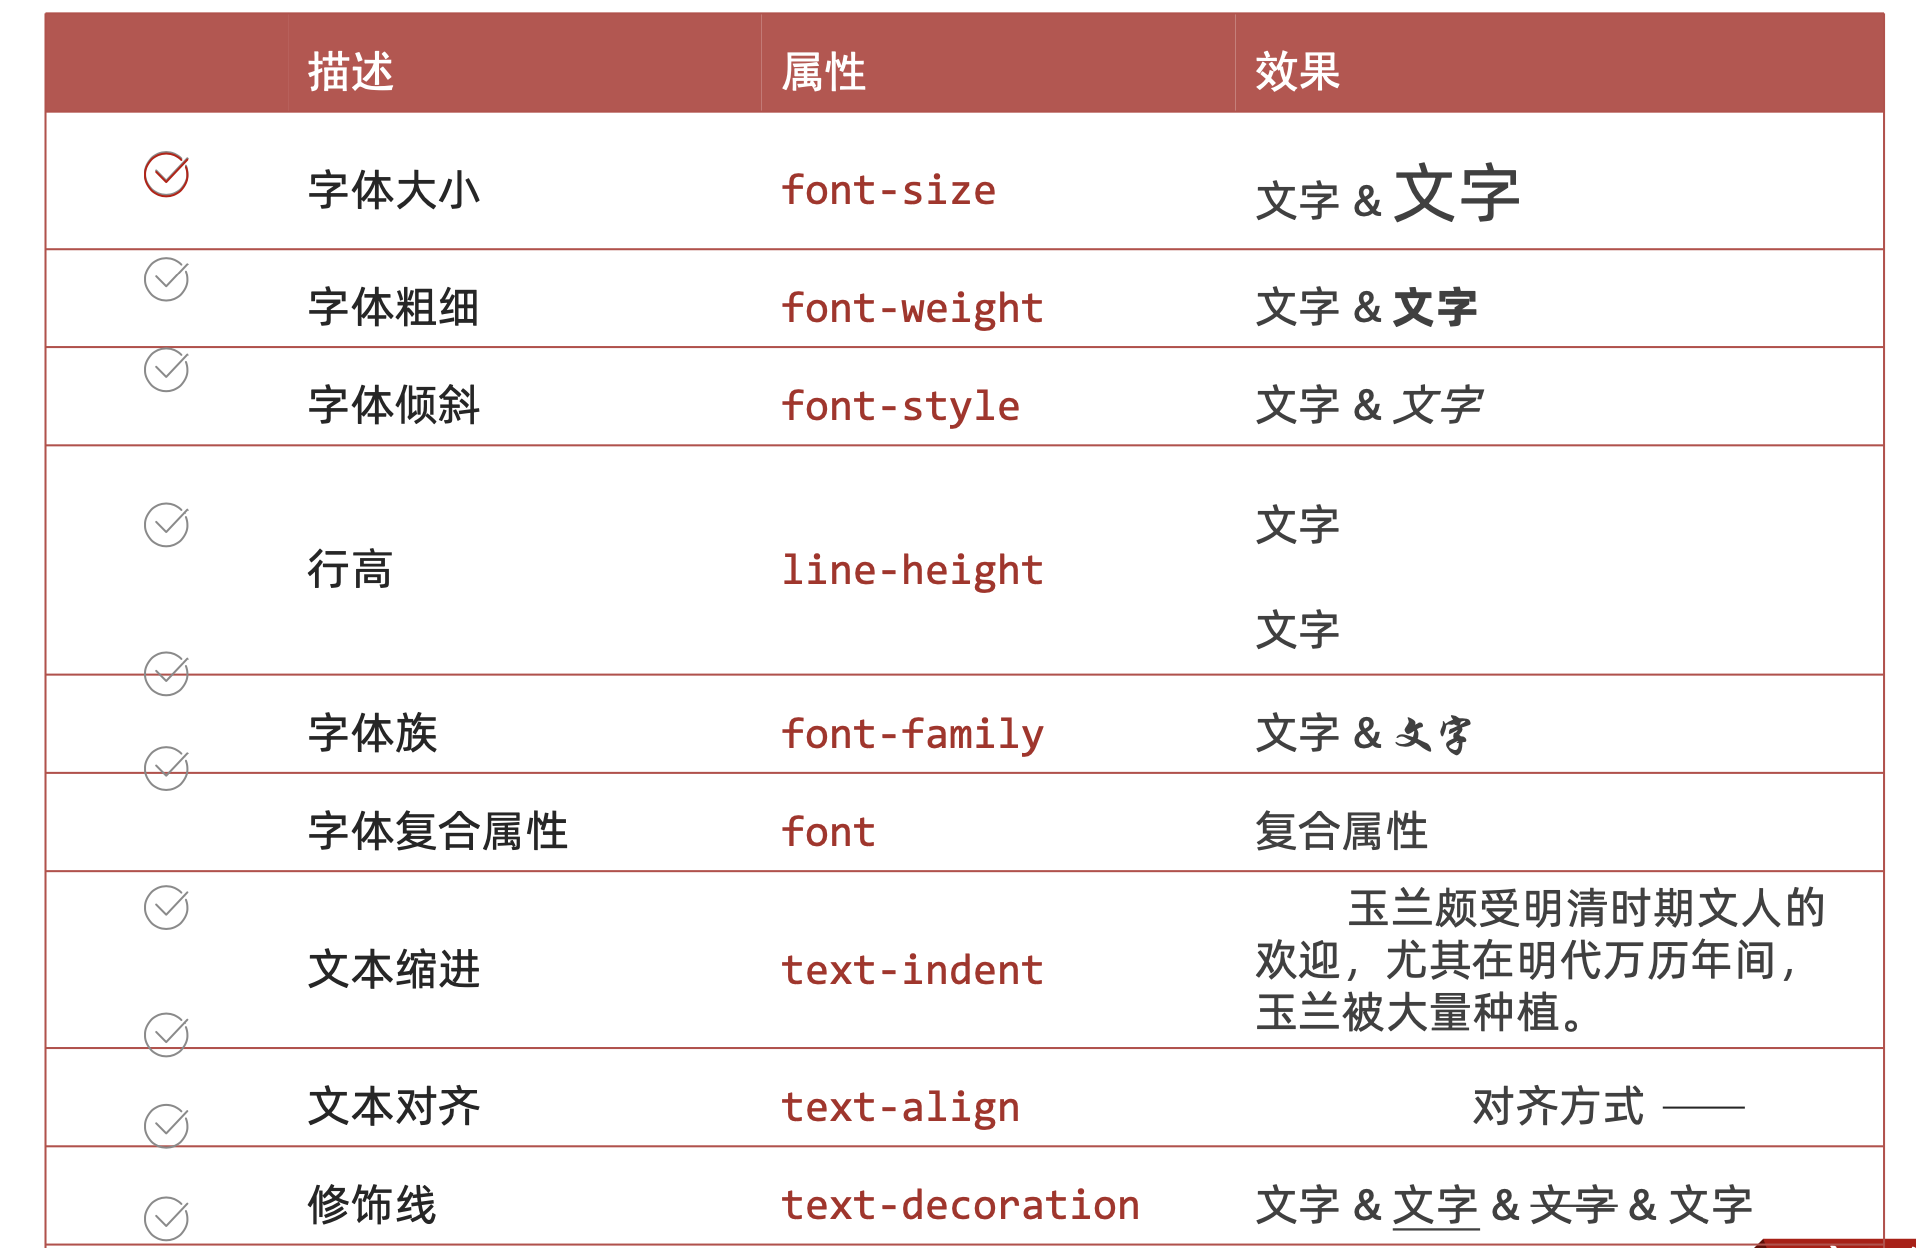 描述 属性 效果
字体大小 font-size 文字 & 文字
字体粗细 font-weight 文字 & 文字
字体倾斜 font-style 文字 & 文字
文字
行高 line-height
文字
字体族 font-family 文字 & 文字
字体复合属性 font 复合属性
玉兰颇受明清时期文人的
欢迎，尤其在明代万历年间，
文本缩进 text-indent
玉兰被大量种植。
文本对齐 text-align 对齐方式 ——
修饰线 text-decoration 文字 & 文字 & 文字 & 文字